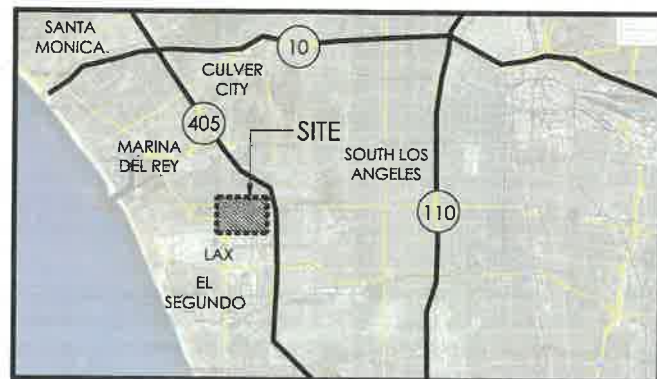 SANTA
MONICA.
10
CULVER
CITY
405
SITE
MARINA
DEL REY
SOUTH LOS
ANGELES
110
LAX
EL
SEGUNDO